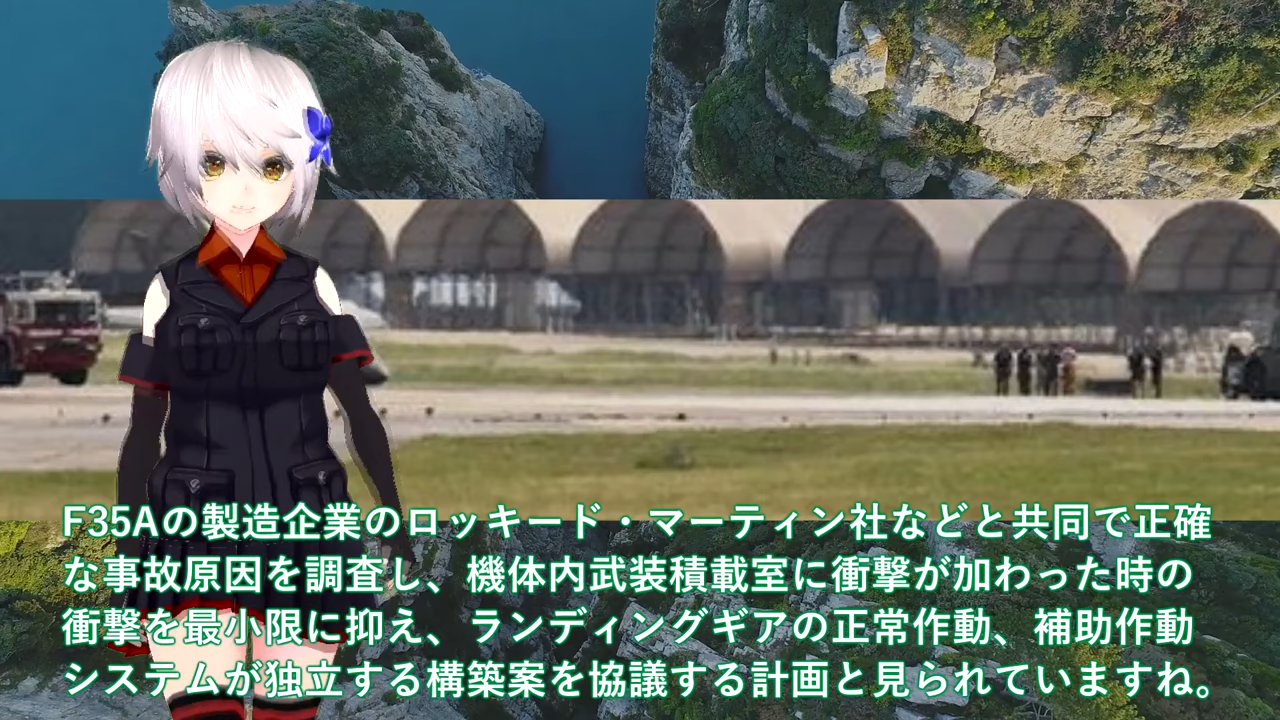 F35Aの製造企業のロッキード・マーティン社などと共同で正確
な事故原因を調査し、機体内武装積載室に衝撃が加わった時の
衝撃を最小限に抑え、ランディングギアの正常作動、補助作動
システムが独立する構築案を協議する計画と見られていますね。